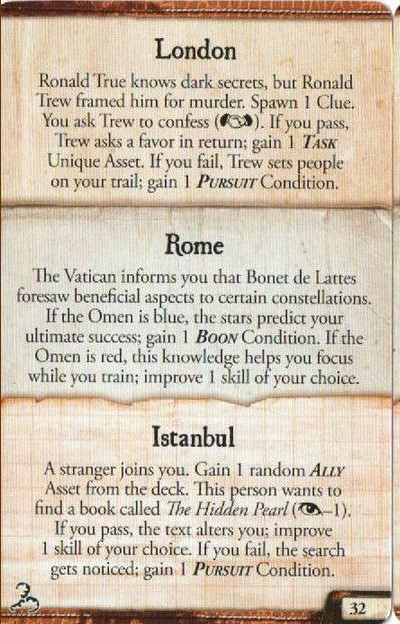 London
Ronald True knows dark secrets, but Ronald
Trew framed him for murder. Spawn 1 Clue.
You ask Trew to confess (). If you pass,
Trew asks a favor in return; gain 1 TASK
Unique Asset. If you fail, Trew sets people
on your trail; gain 1 PURSUIT Condition.
Rome
The Vatican informs you that Bonet de Lattes
foresaw beneficial aspects to certain constellations.
If the Omen is blue, the stars predict your
ultimate success; gain 1 BOON Condition. If the
Omen is red, this knowledge helps you focus
while you train; improve 1 skill of your choice.
Istanbul
A stranger joins you. Gain 1 random ALLY
Asset from the deck. This person wants to
find a book called The Hidden Pearl (–1).
If you pass, the text alters you; improve
1 skill of your choice. If you fail, the search
gets noticed; gain 1 PURSUIT Condition.
32